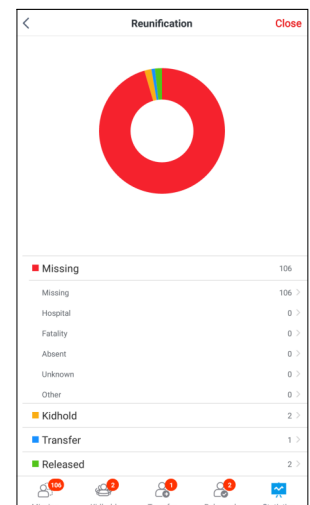 Reunification Close
Missing 106
Missing 106
Hospital 0
Fatality 0
Absent 0
Unknown 0
Other 0
Kidhold 2
Transfer 1
Released 2
106 2 1 2